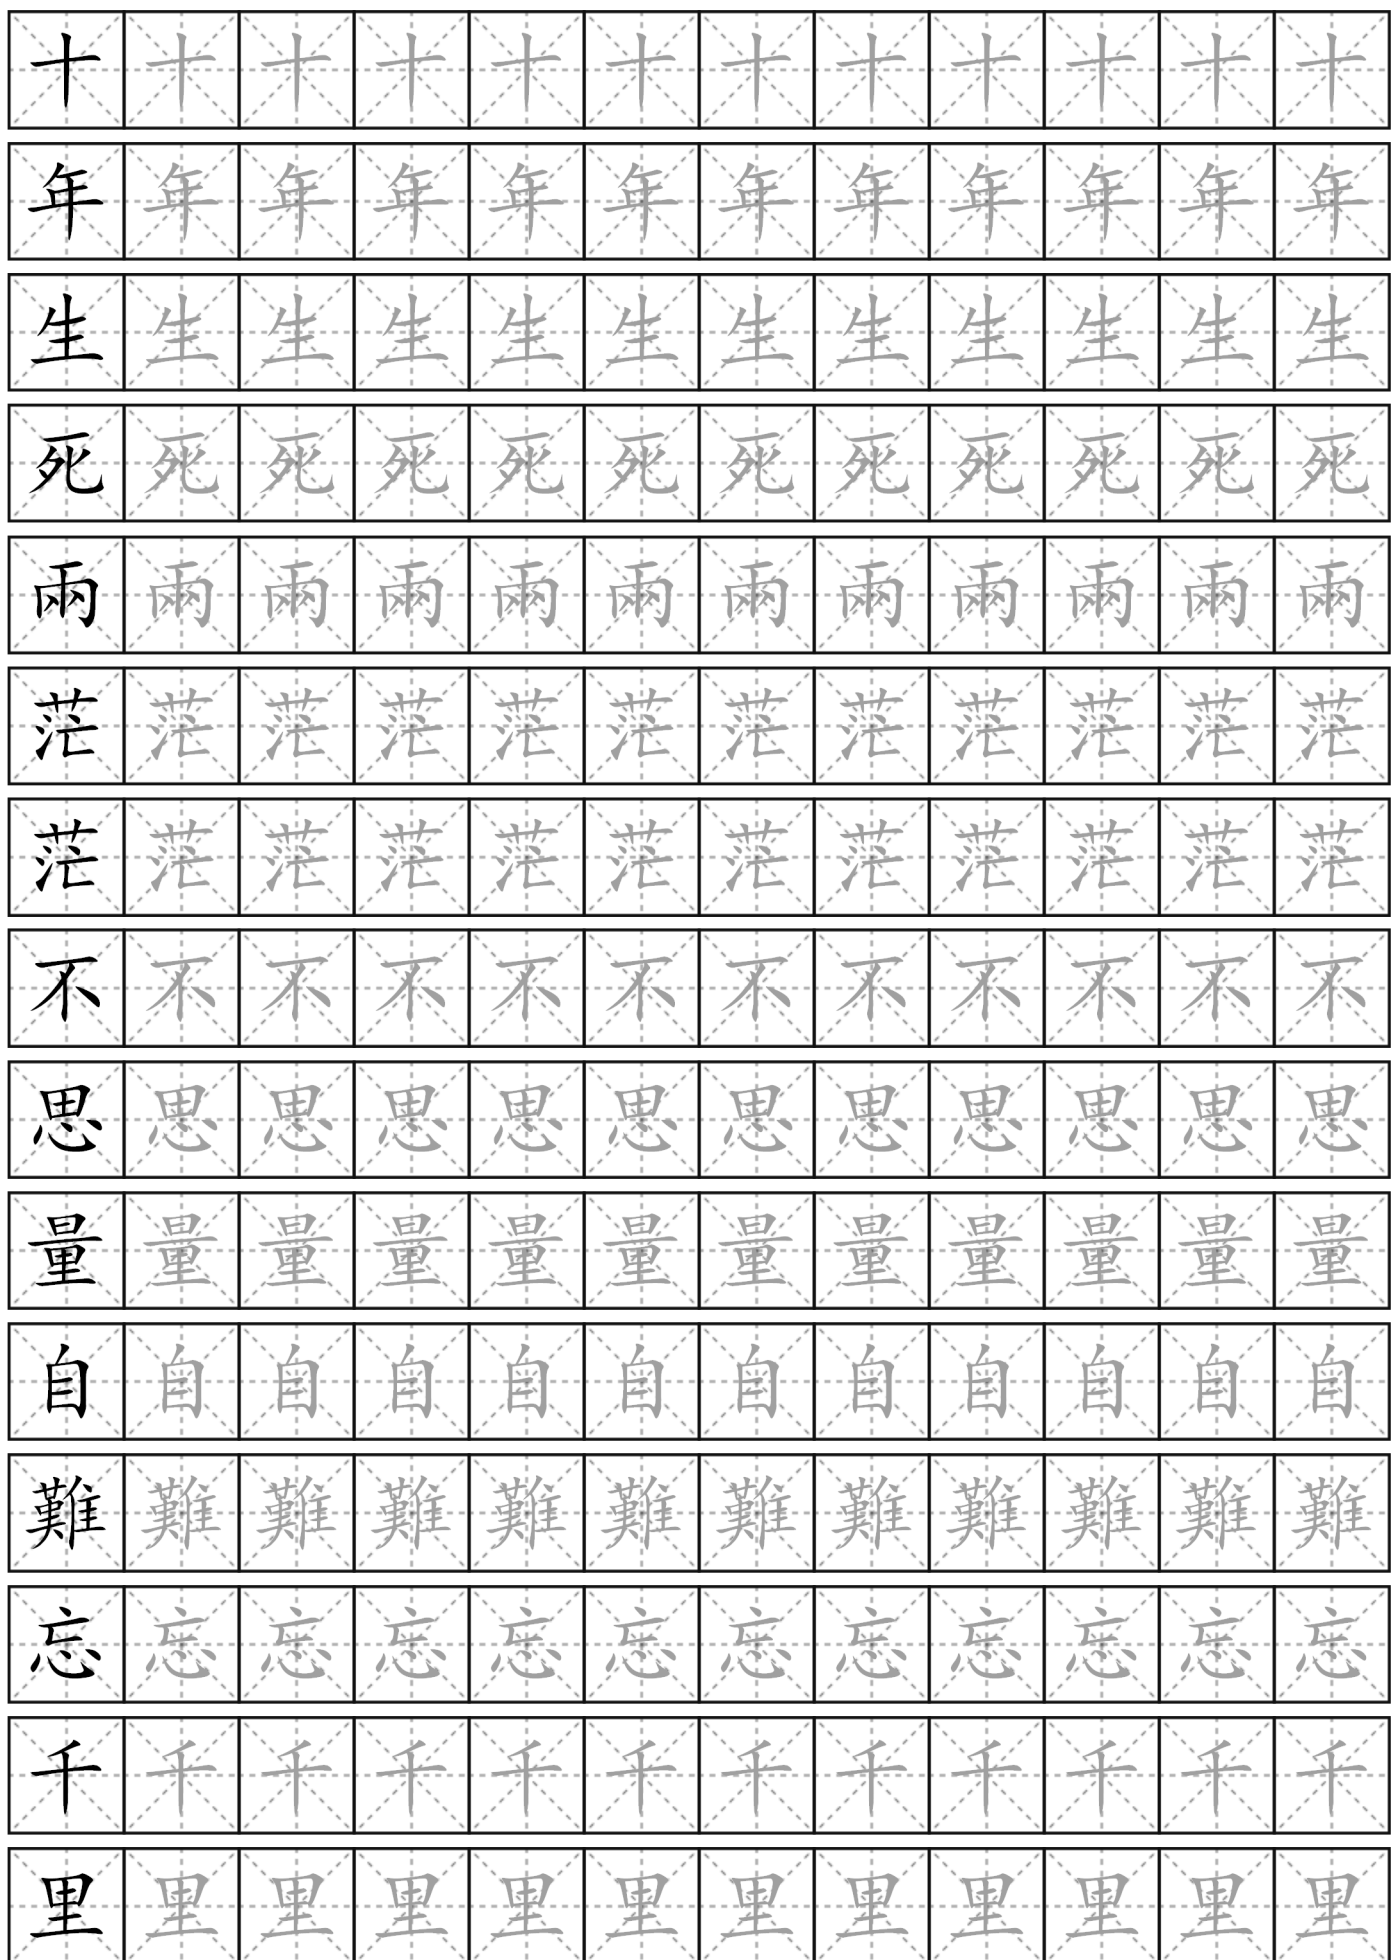 十十十十十十十十十十十十
年年年年年年年年年年年年
生生生生生生生生生生生生
死死死死死死死死死死死死
兩兩兩兩兩兩兩兩兩兩兩兩
茫茫茫茫茫茫茫茫茫茫茫茫
茫茫茫茫茫茫茫茫茫茫茫茫
不不不不不不不不不不不不
思思思思思思思思思思思思
量量量量量量量量量量量量
自自自自自自自自自自自自
難難難難難難難難難難難難
忘忘忘忘忘忘忘忘忘忘忘忘
千千千千千千千千千千千千
里里里里里里里里里里里里